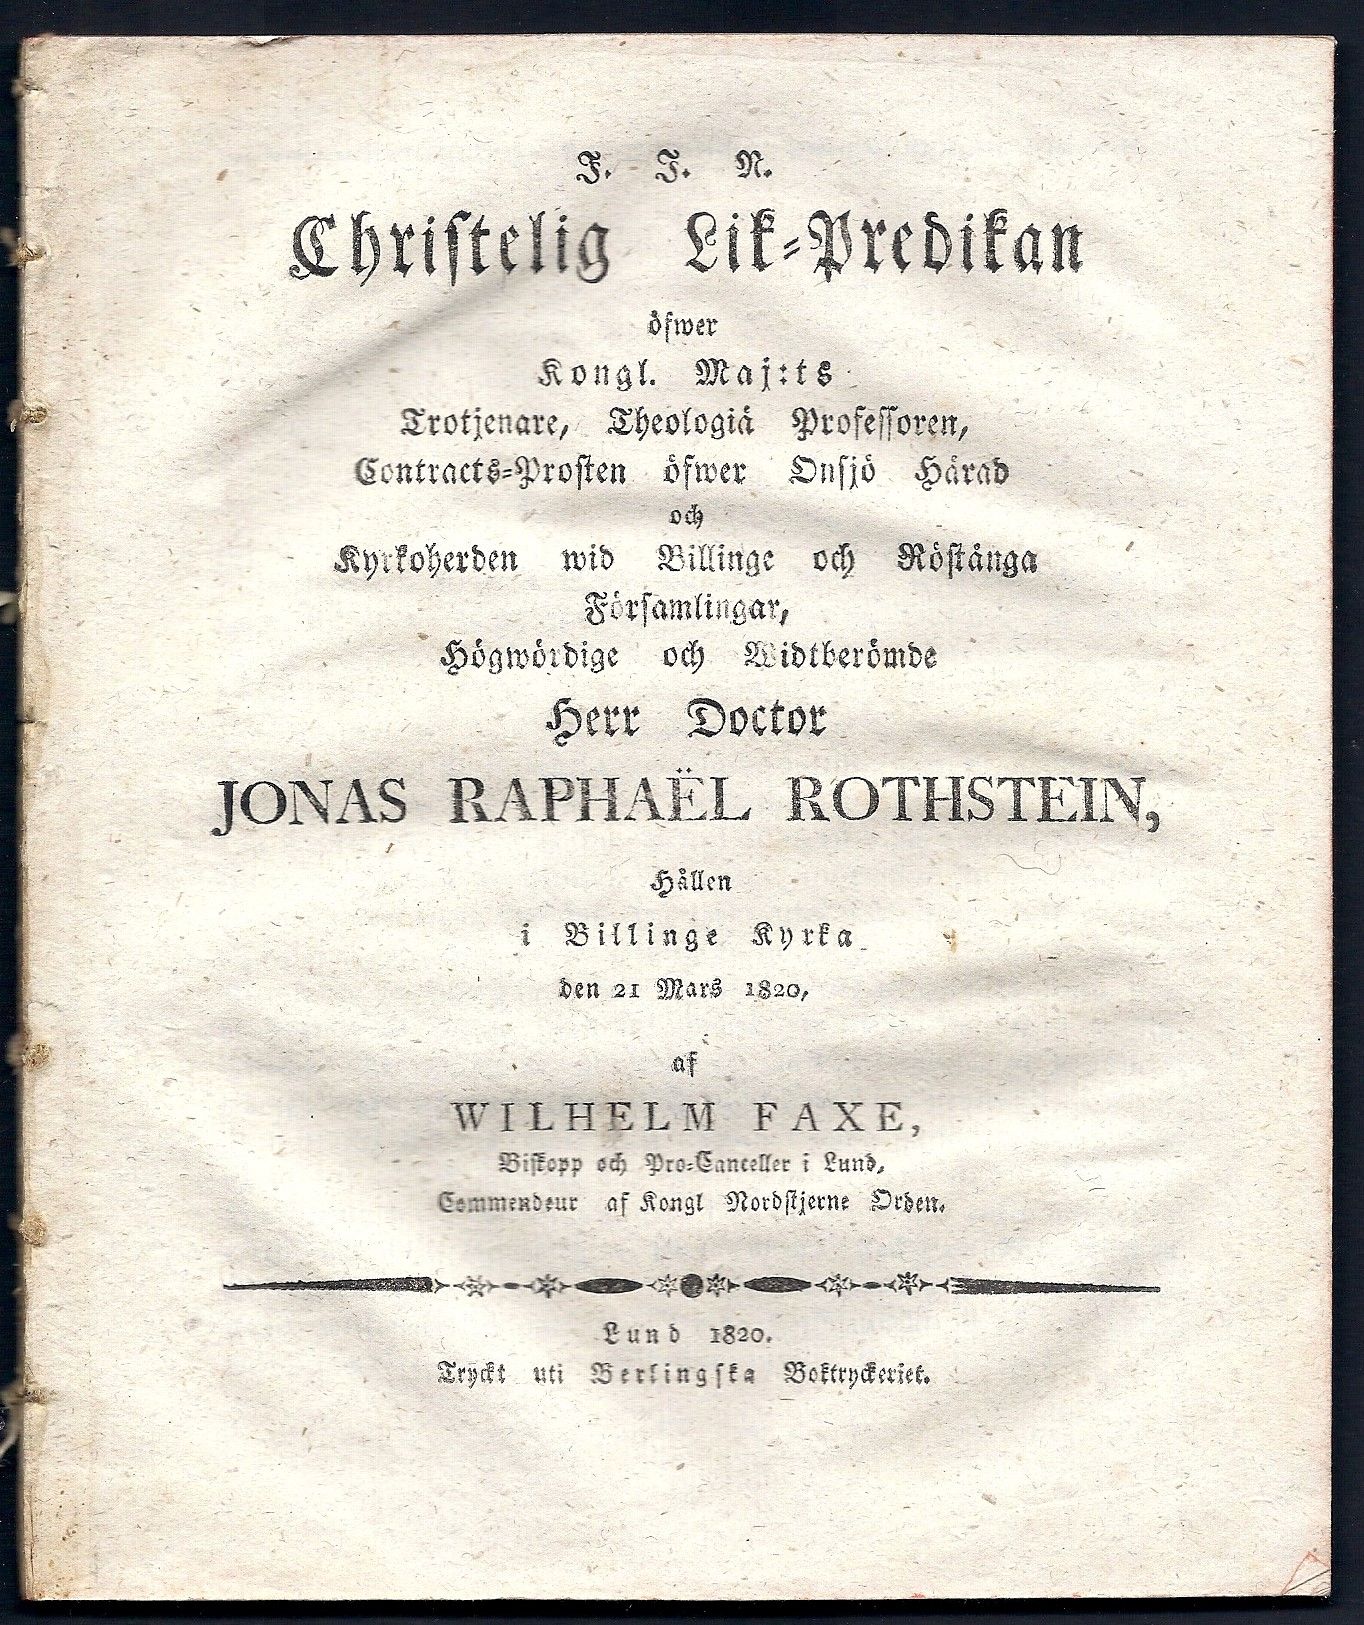 J. J. N.
Christelig Lik-Predikan
öfwer
Kongl. Maj:ts
Trotjenare, Theologiä Professoren,
Contracts-Prosten öfwer Onsjö Härad
och
Kyrkoherden wid Billinge och Röstånga
Församlingar,
Högwördige och Widtberömde
Herr Doctor
JONAS RAPHAËL ROTHSTEIN,
Hållen
i Billinge Kyrka
den 21 Mars 1820,
af
WILHELM FAXE,
Biskopp och Pro-Canceller i Lund,
Commendeur af Kongl Nordstjerne Orden.
Lund 1820.
Tryckt uti Berlingska Boktryckeriet.